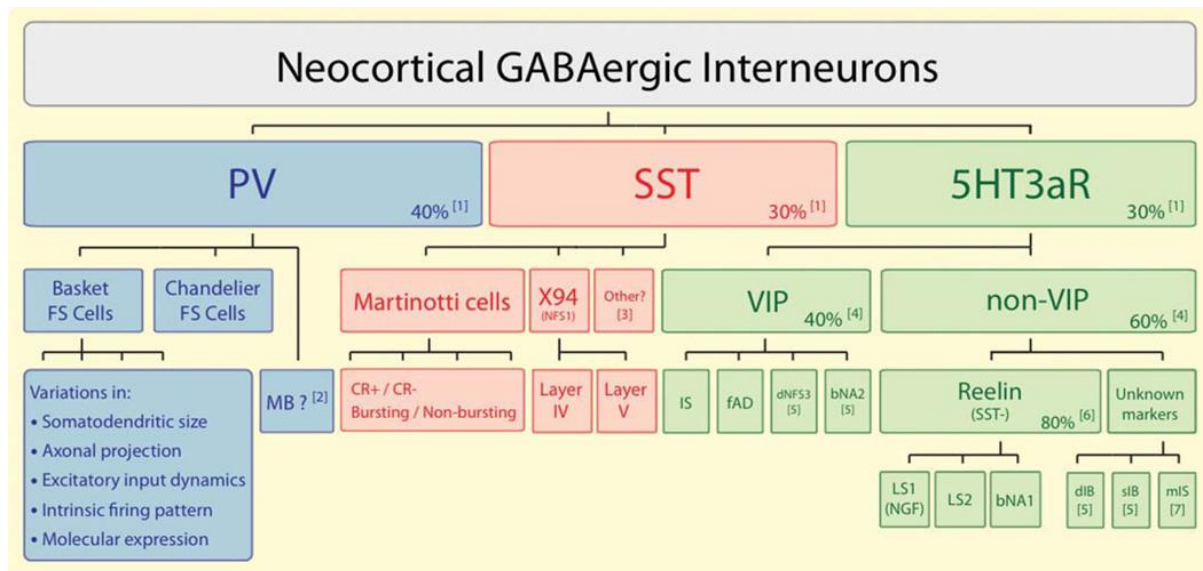 Neocortical GABAergic Interneurons
PV
40% [1]
SST
30% [1]
5HT3aR
30% [1]
Basket
FS Cells
Chandelier
FS Cells
Martinotti cells
X94
(NFS1)
Other?
[3]
VIP
40% [4]
non-VIP
60% [4]
Variations in:
• Somatodendritic size
• Axonal projection
• Excitatory input dynamics
• Intrinsic firing pattern
• Molecular expression
MB ? [2]
CR+ / CR-
Bursting / Non-bursting
Layer
IV
Layer
V
IS
fAD
dNFS3
[5]
bNA2
[5]
Reelin
(SST-)
80% [6]
Unknown
markers
LS1
(NGF)
LS2
bNA1
dIB
[5]
sIB
[5]
mIS
[7]